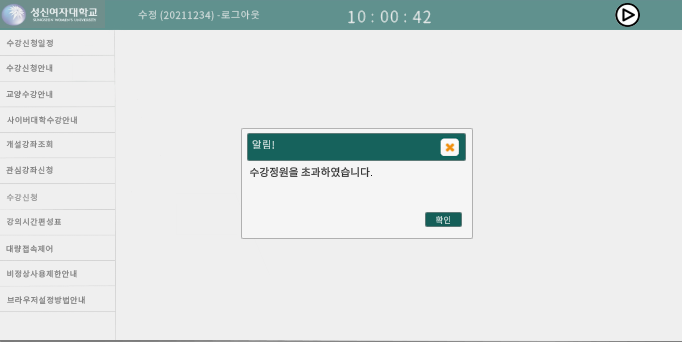 성신여자대학교
SUNGSHIN WOMEN'S UNIVERSITY
수정 (20211234) -로그아웃
10 : 00 : 42
수강신청일정
수강신청안내
교양수강안내
사이버대학수강안내
개설강좌조회
관심강좌신청
수강신청
강의시간편성표
대량접속제어
비정상사용제한안내
브라우저설정방법안내
알림!
수강정원을 초과하였습니다.
확인